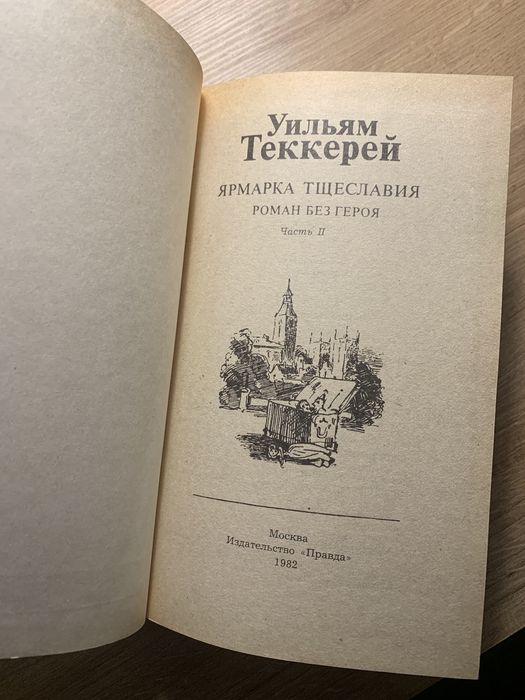 Уильям
Теккерей
ЯРМАРКА ТЩЕСЛАВИЯ
РОМАН БЕЗ ГЕРОЯ
Часть II
Москва
Издательство «Правда»
1982